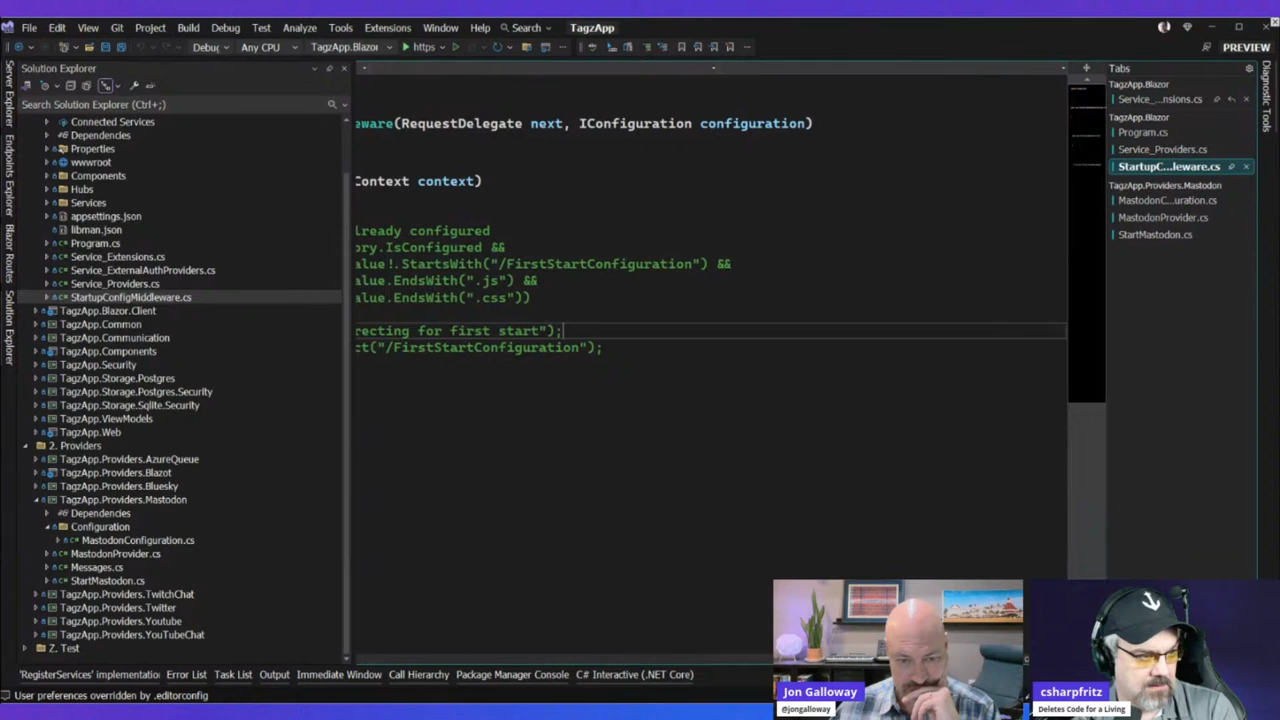 File Edit View Git Project Build Debug Test Analyze Tools Extensions Window Help Search TagzApp
Debug Any CPU TagzApp.Blazor https PREVIEW
Server Explorer
Endpoints Explorer
Blazor Routes
Solution Explorer
Solution Explorer
Search Solution Explorer (Ctrl+;)
Connected Services
Dependencies
Properties
wwwroot
Components
Hubs
Services
appsettings.json
libman.json
Program.cs
Service_Extensions.cs
Service_ExternalAuthProviders.cs
Service_Providers.cs
StartupConfigMiddleware.cs
TagzApp.Blazor.Client
TagzApp.Common
TagzApp.Communication
TagzApp.Components
TagzApp.Security
TagzApp.Storage.Postgres
TagzApp.Storage.Postgres.Security
TagzApp.Storage.Sqlite.Security
TagzApp.ViewModels
TagzApp.Web
2. Providers
TagzApp.Providers.AzureQueue
TagzApp.Providers.Blazot
TagzApp.Providers.Bluesky
TagzApp.Providers.Mastodon
Dependencies
Configuration
MastodonConfiguration.cs
MastodonProvider.cs
Messages.cs
StartMastodon.cs
TagzApp.Providers.TwitchChat
TagzApp.Providers.Twitter
TagzApp.Providers.Youtube
TagzApp.Providers.YouTubeChat
Z. Test
eware(RequestDelegate next, IConfiguration configuration)
Context context)
lready configured
ory.IsConfigured &&
alue!.StartsWith("/FirstStartConfiguration") &&
alue.EndsWith(".js") &&
alue.EndsWith(".css"))
recting for first start");
ct("/FirstStartConfiguration");
Tabs
TagzApp.Blazor
Service_...nsions.cs
TagzApp.Blazor
Program.cs
Service_Providers.cs
StartupC...leware.cs
TagzApp.Providers.Mastodon
MastodonC...uration.cs
MastodonProvider.cs
StartMastodon.cs
Diagnostic Tools
'RegisterServices' implementatio Error List Task List Output Immediate Window Call Hierarchy Package Manager Console C# Interactive (.NET Core)
User preferences overridden by .editorconfig
Jon Galloway
@jongalloway
csharpfritz
Deletes Code for a Living